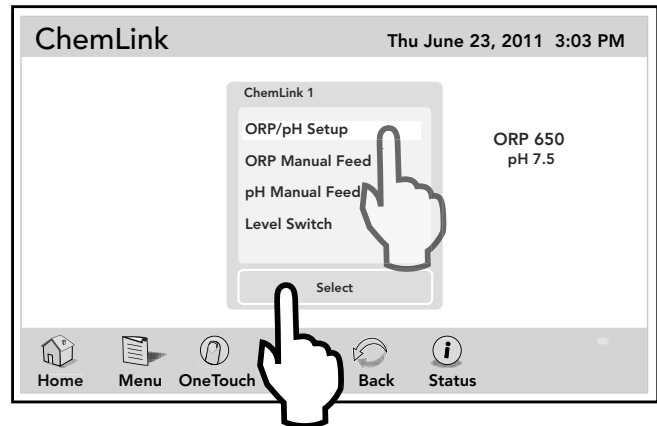 ChemLink Thu June 23, 2011 3:03 PM
ChemLink 1
ORP/pH Setup
ORP Manual Feed
pH Manual Feed
Level Switch
Select
ORP 650
pH 7.5
Home Menu OneTouch Back Status